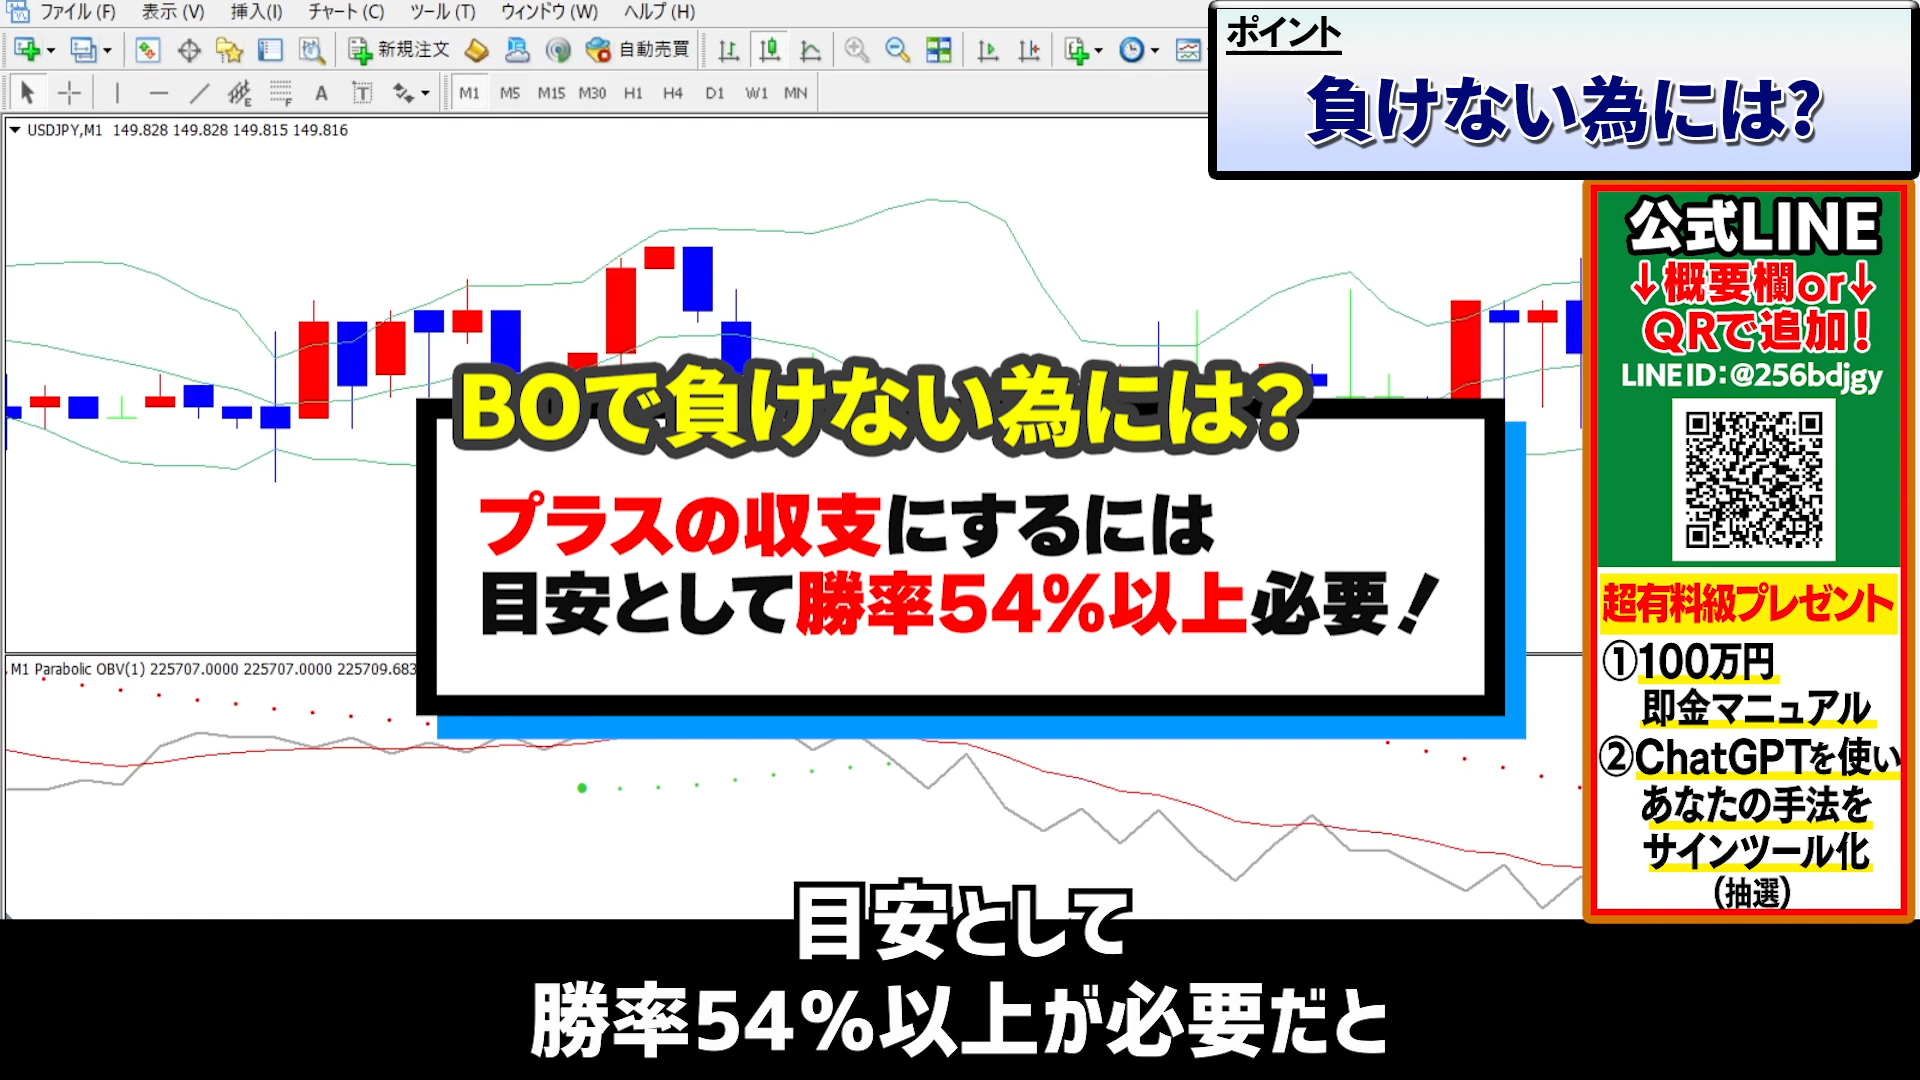 ファイル (F) 表示 (V) 挿入(I) チャート (C) ツール (T) ウィンドウ (W) ヘルプ (H)
新規注文 自動売買
E F A T M1 M5 M15 M30 H1 H4 D1 W1 MN
USDJPY,M1 149.828 149.828 149.815 149.816
ポイント
負けない為には?
BOで負けない為には？
プラスの収支にするには
目安として勝率54%以上必要！
M1 Parabolic OBV(1) 225707.0000 225707.0000 225709.683
公式LINE
↓概要欄or↓
QRで追加！
LINE ID：@256bdjgy
超有料級プレゼント
①100万円
即金マニュアル
②ChatGPTを使い
あなたの手法を
サインツール化
（抽選）
目安として
勝率54%以上が必要だと